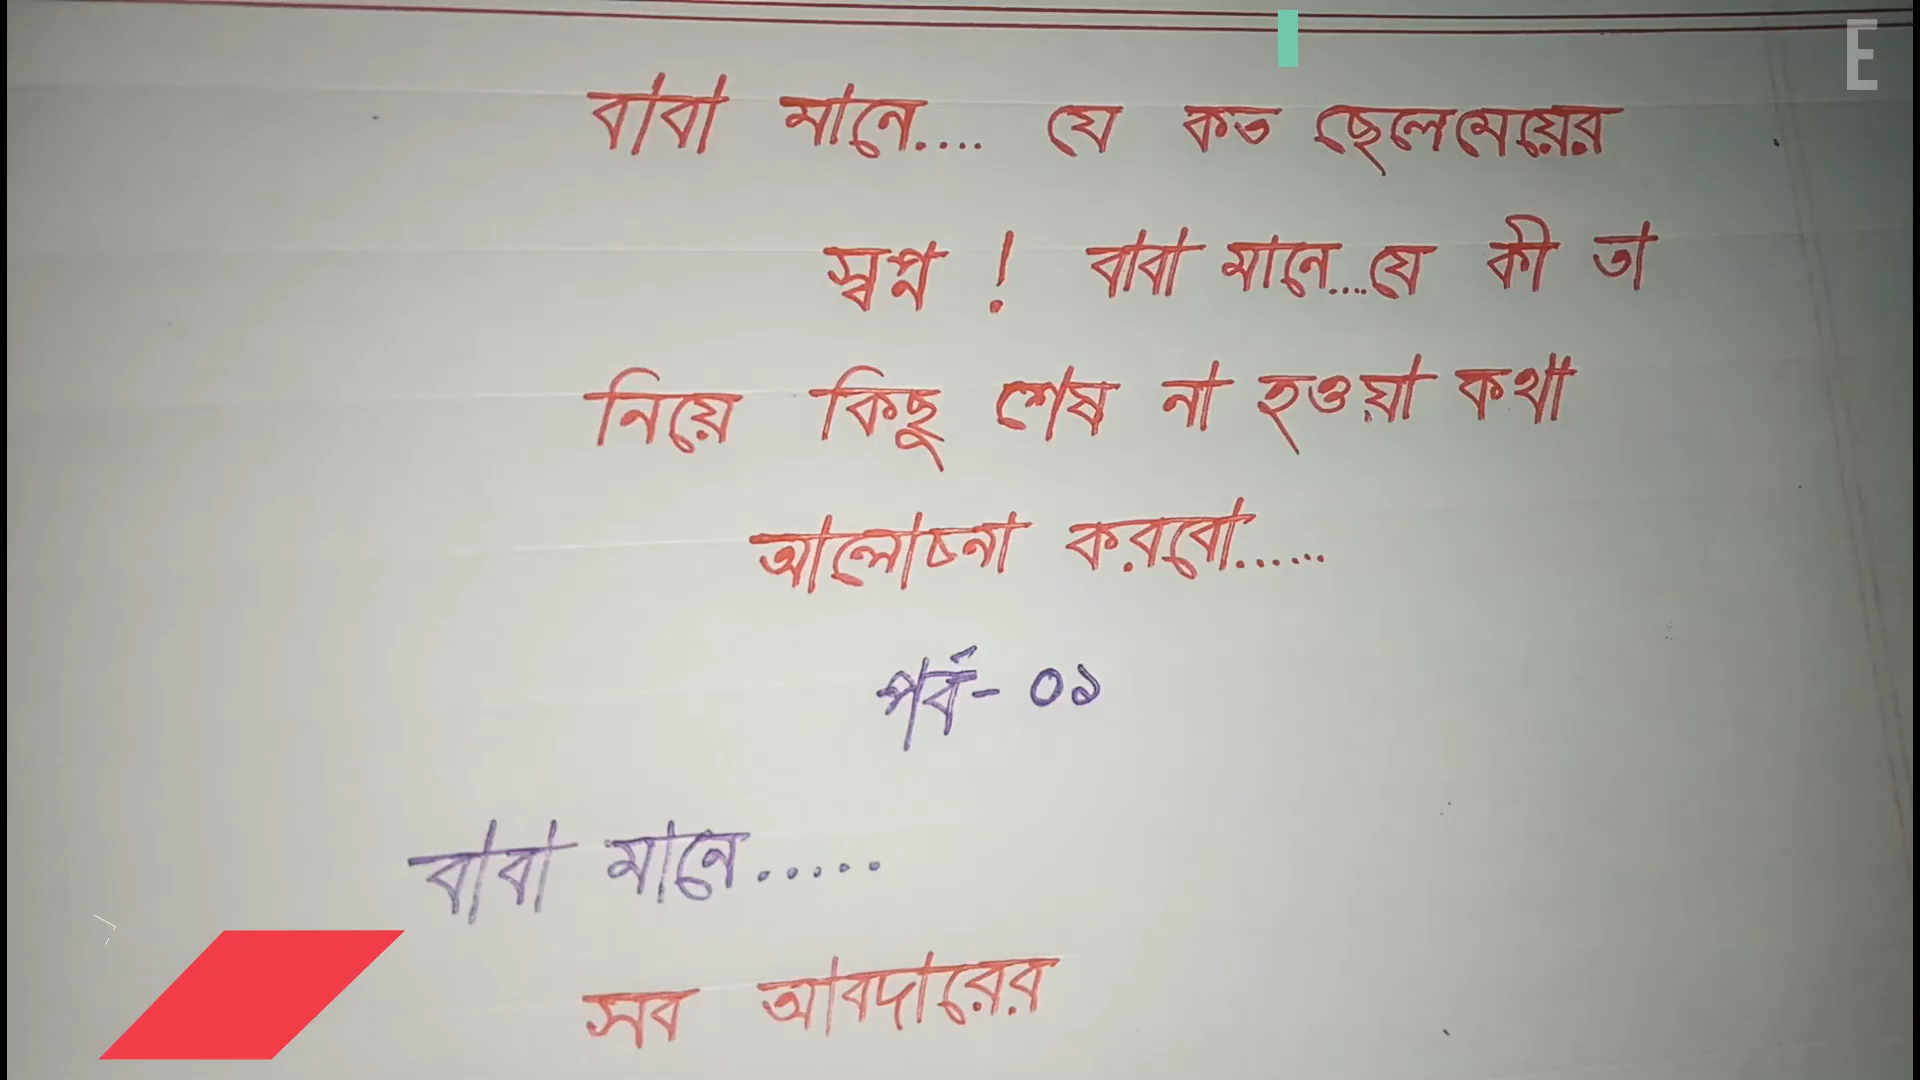 বাবা মানে.... যে কত ছেলেমেয়ের
স্বপ্ন ! বাবা মানে....যে কী তা
নিয়ে কিছু শেষ না হওয়া কথা
আলোচনা করবো......
পর্ব- ০১
বাবা মানে.....
সব আবদারের
E